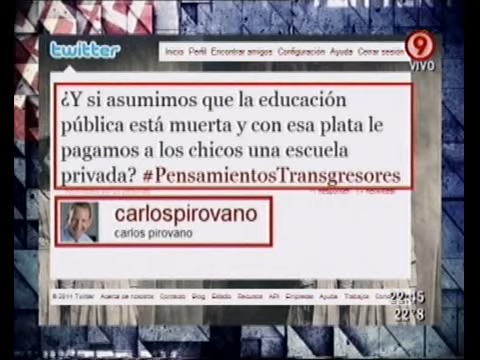 twitter
Inicio Perfil Encontrar amigos Configuración Ayuda Cerrar sesión
9
VIVO
¿Y si asumimos que la educación
pública está muerta y con esa plata le
pagamos a los chicos una escuela
privada? #PensamientosTransgresores
carlospirovano
carlos pirovano
© 2011 Twitter Acerca de nosotros Contacto Blog Estado Recursos API Empresas Ayuda Trabajos
22:45
22°8